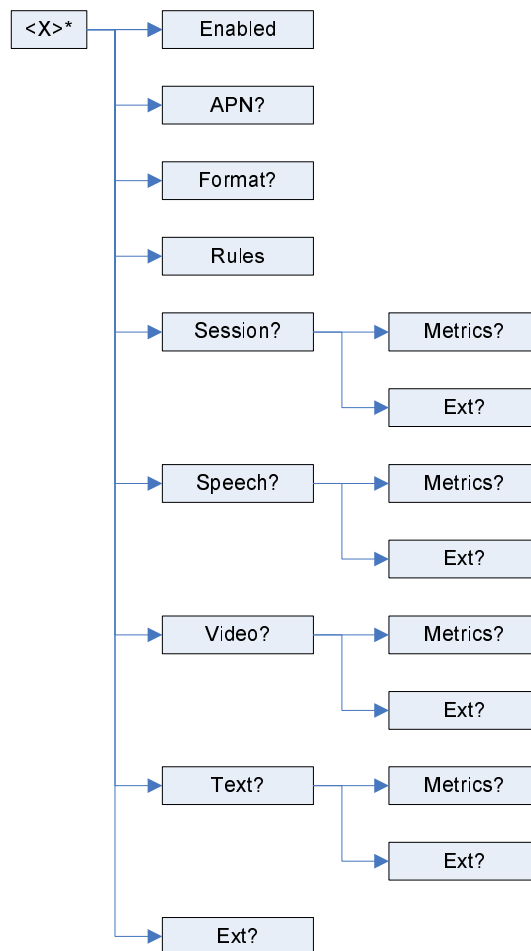 <X>*
Enabled
APN?
Format?
Rules
Session?
Metrics?
Ext?
Speech?
Metrics?
Ext?
Video?
Metrics?
Ext?
Text?
Metrics?
Ext?
Ext?